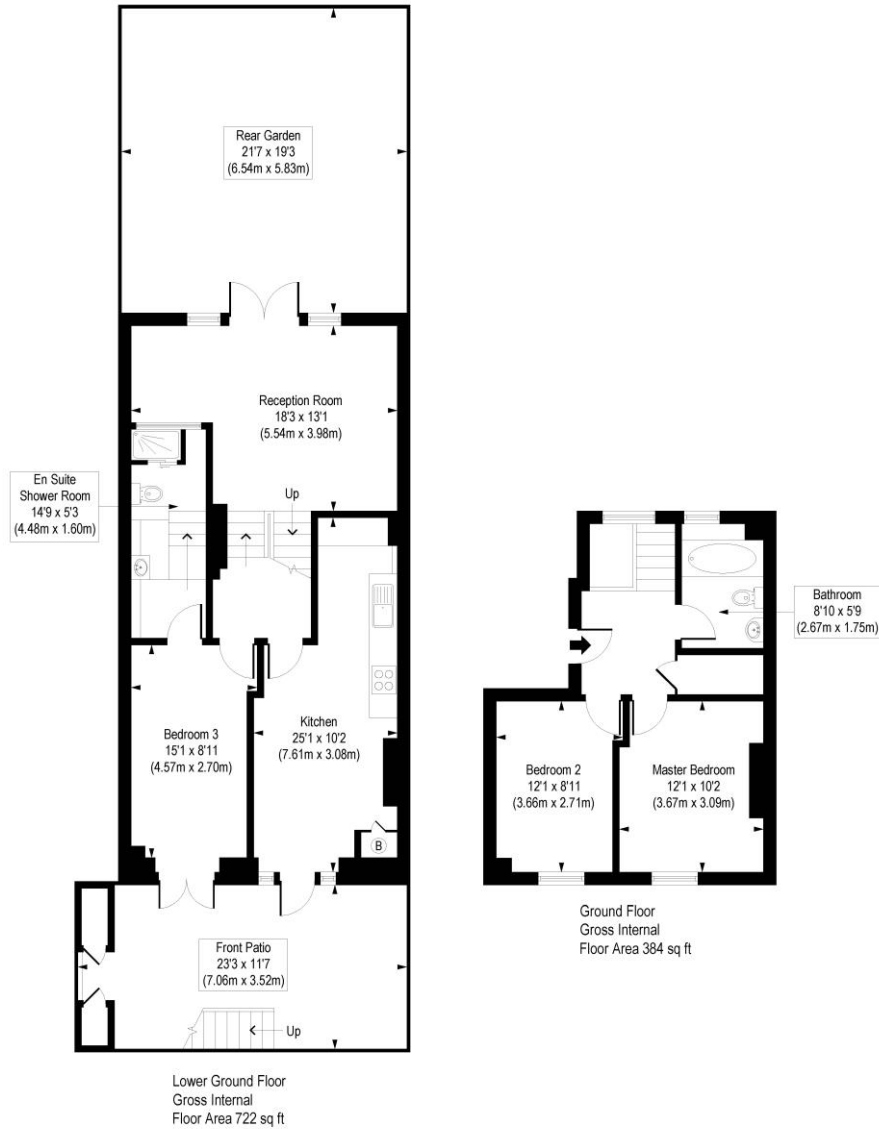 Rear Garden
21'7 x 19'3
(6.54m x 5.83m)
Reception Room
18'3 x 13'1
(5.54m x 3.98m)
En Suite
Shower Room
14'9 x 5'3
(4.48m x 1.60m)
Up
Bedroom 3
15'1 x 8'11
(4.57m x 2.70m)
Kitchen
25'1 x 10'2
(7.61m x 3.08m)
B
Front Patio
23'3 x 11'7
(7.06m x 3.52m)
Up
Lower Ground Floor
Gross Internal
Floor Area 722 sq ft
Bathroom
8'10 x 5'9
(2.67m x 1.75m)
Bedroom 2
12'1 x 8'11
(3.66m x 2.71m)
Master Bedroom
12'1 x 10'2
(3.67m x 3.09m)
Ground Floor
Gross Internal
Floor Area 384 sq ft